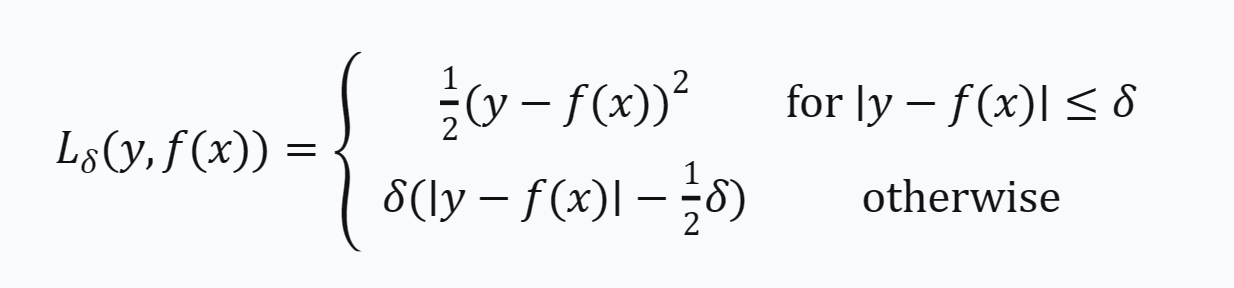 L_δ(y, f(x)) = {
½(y − f(x))² for |y − f(x)| ≤ δ
δ(|y − f(x)| − ½δ) otherwise